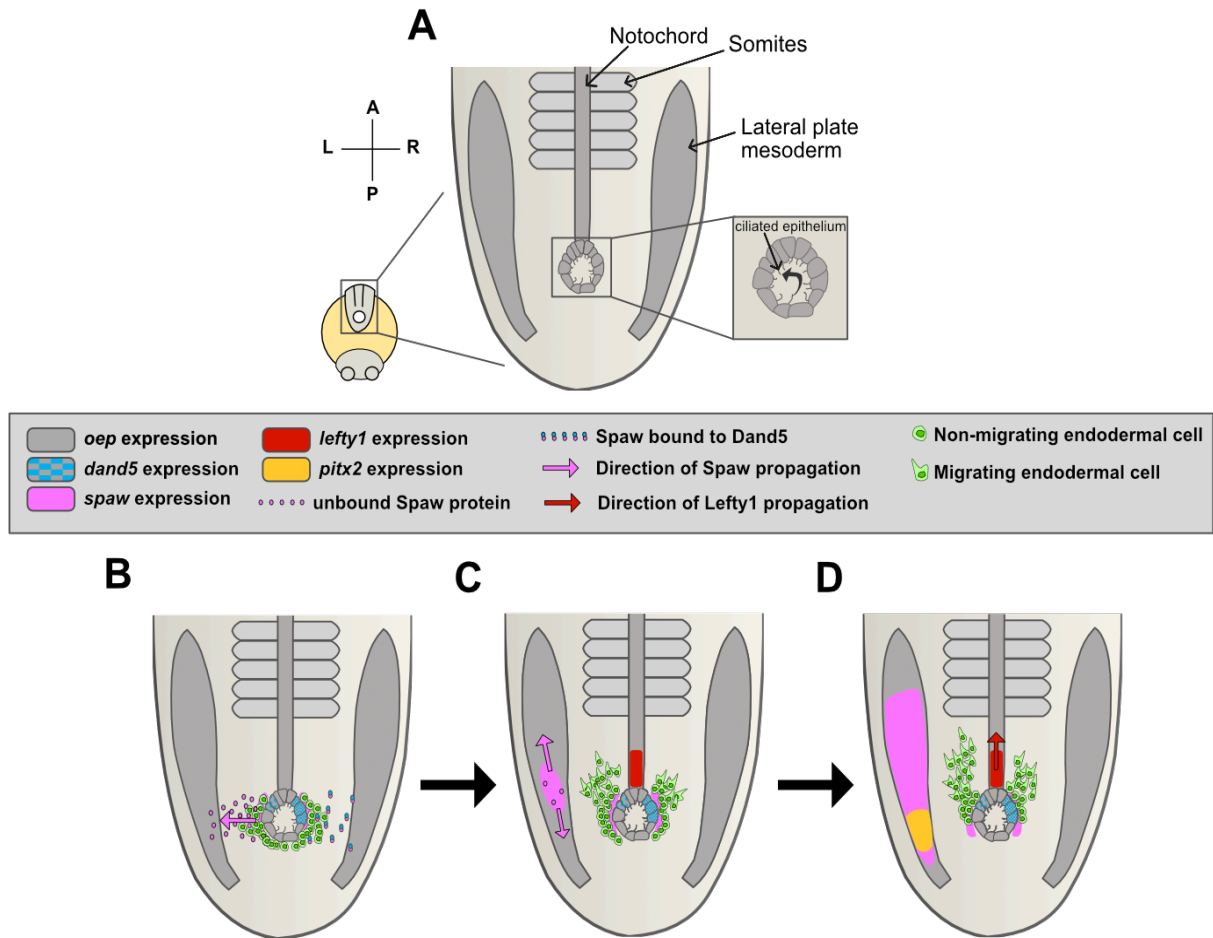 A
Notochord
Somites
A
L
R
P
Lateral plate
mesoderm
ciliated epithelium
oep expression
lefty1 expression
Spaw bound to Dand5
Non-migrating endodermal cell
dand5 expression
pitx2 expression
Direction of Spaw propagation
Migrating endodermal cell
spaw expression
unbound Spaw protein
Direction of Lefty1 propagation
B
C
D